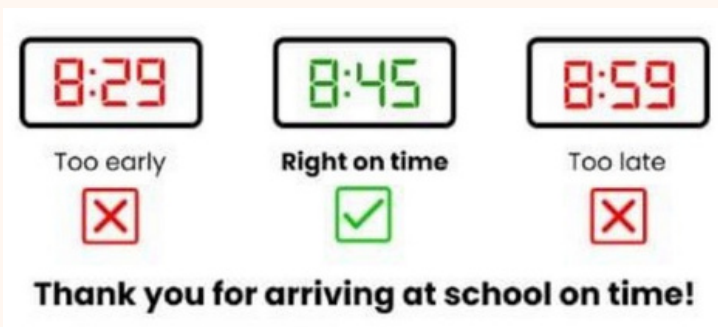 8:29 8:45 8:59
Too early Right on time Too late
Thank you for arriving at school on time!